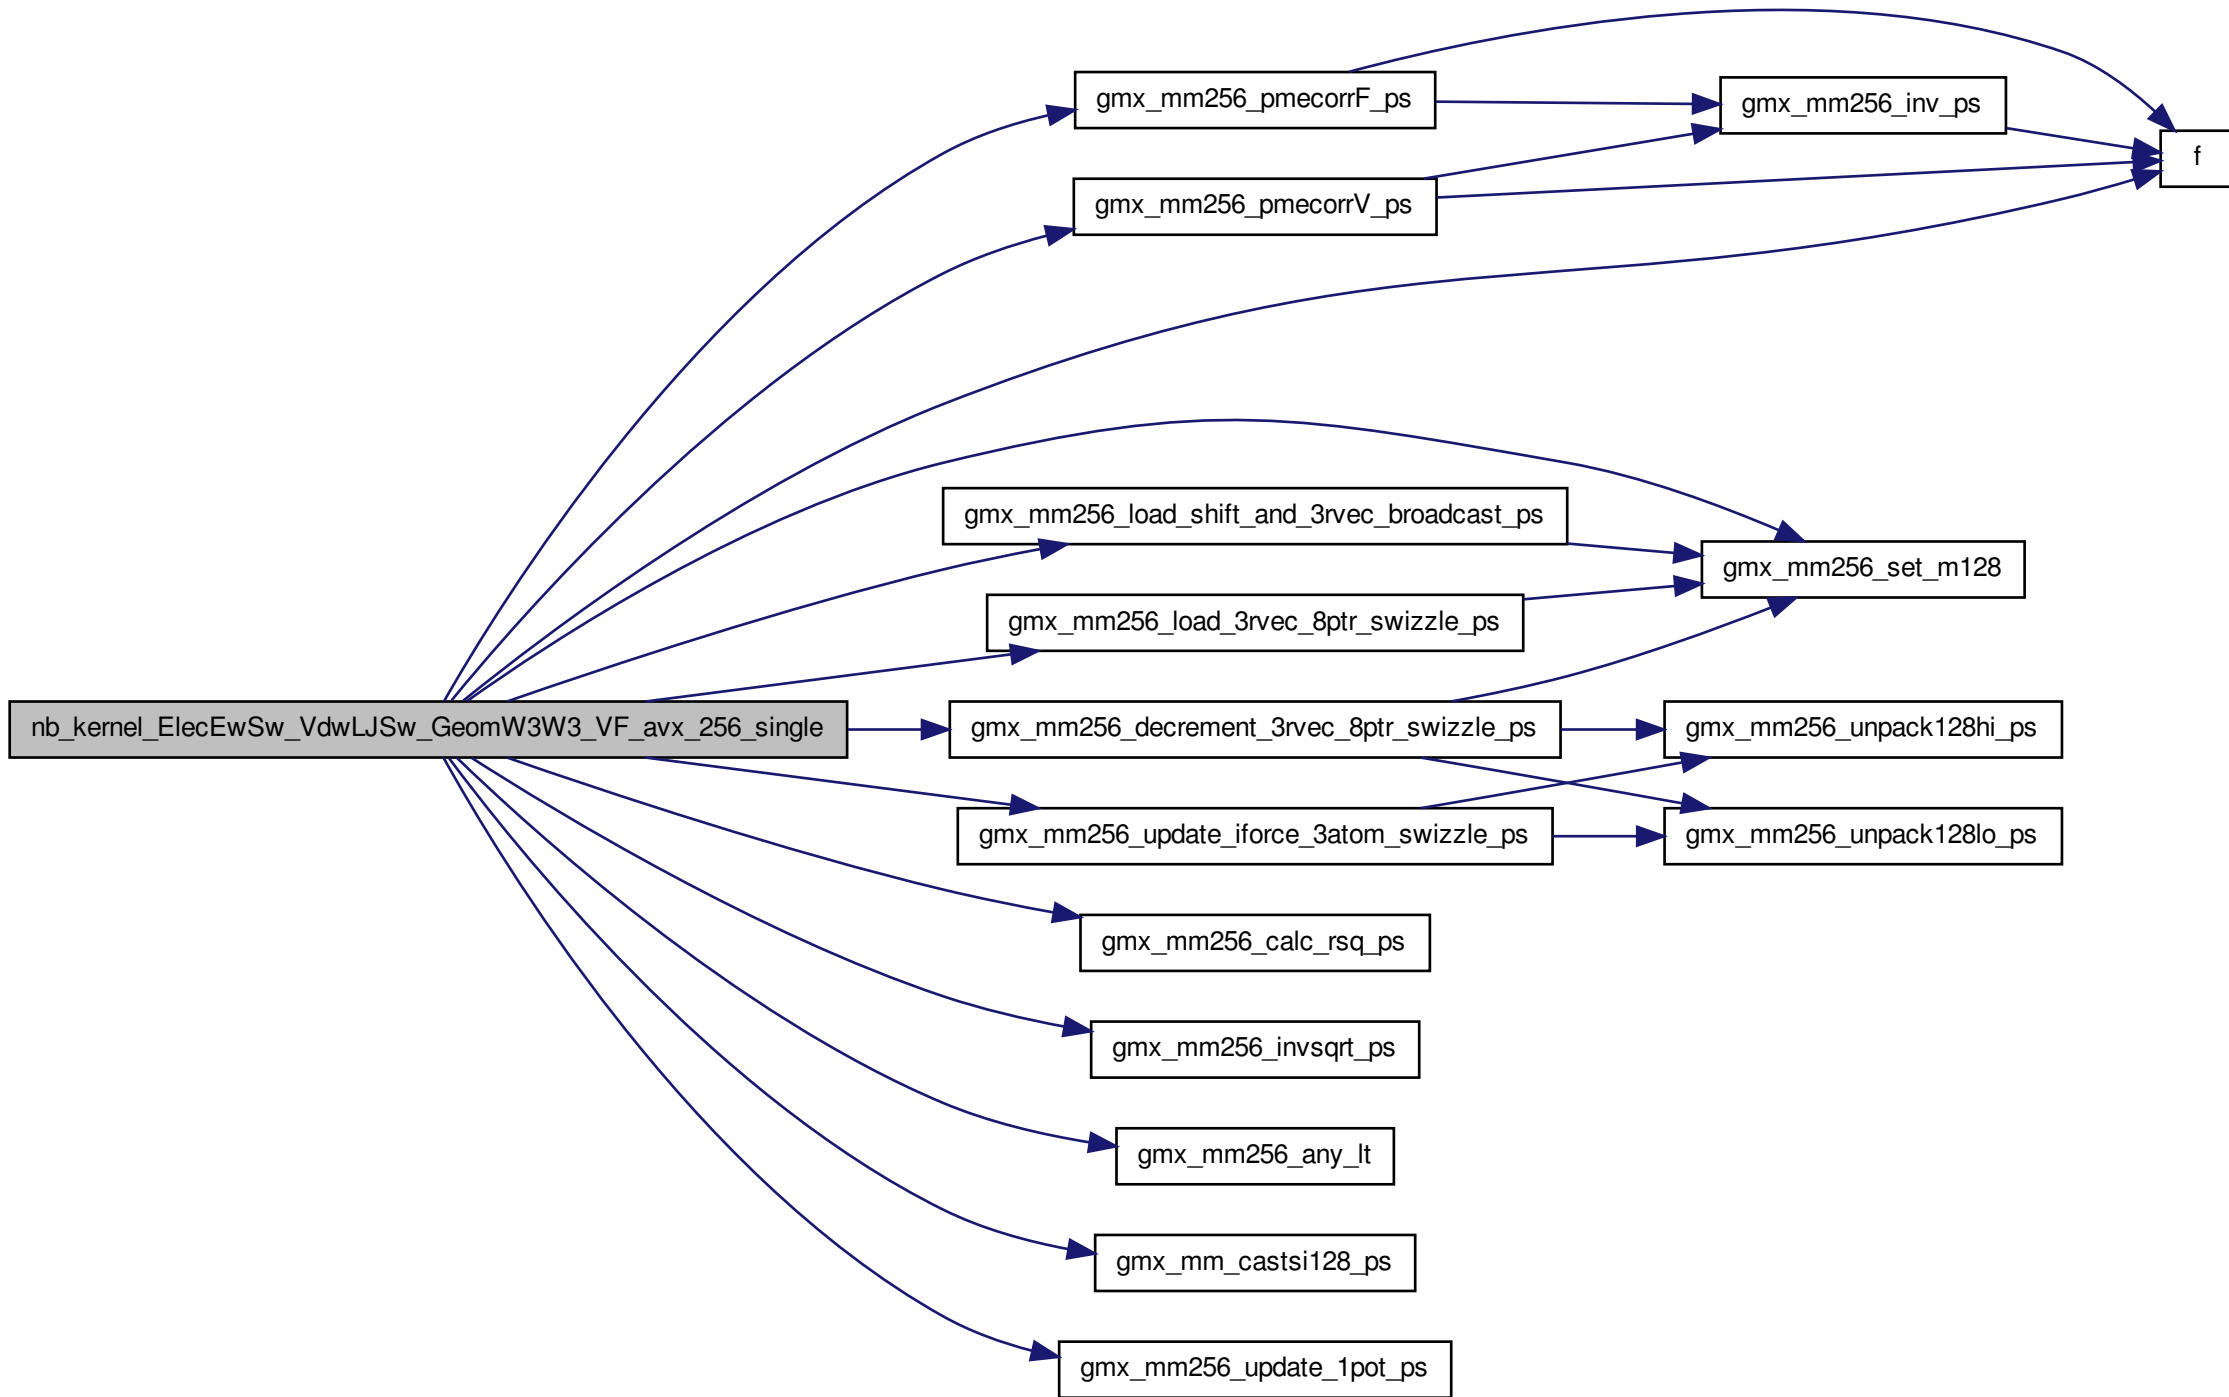 gmx_mm256_pmecorrF_ps
gmx_mm256_inv_ps
f
gmx_mm256_pmecorrV_ps
gmx_mm256_load_shift_and_3rvec_broadcast_ps
gmx_mm256_set_m128
gmx_mm256_load_3rvec_8ptr_swizzle_ps
nb_kernel_ElecEwSw_VdwLJSw_GeomW3W3_VF_avx_256_single
gmx_mm256_decrement_3rvec_8ptr_swizzle_ps
gmx_mm256_unpack128hi_ps
gmx_mm256_update_iforce_3atom_swizzle_ps
gmx_mm256_unpack128lo_ps
gmx_mm256_calc_rsq_ps
gmx_mm256_invsqrt_ps
gmx_mm256_any_lt
gmx_mm_castsi128_ps
gmx_mm256_update_1pot_ps